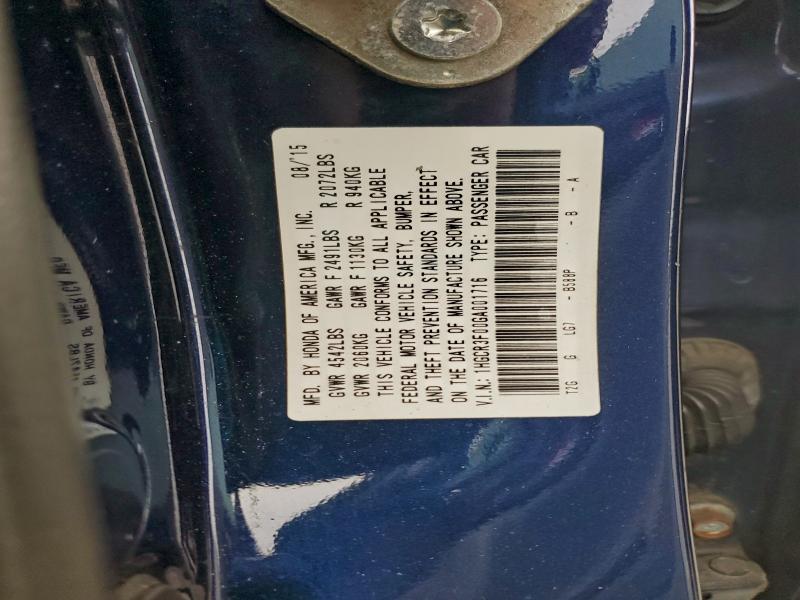 MFD. BY HONDA OF AMERICA MFG., INC. 08/'15
GVWR 4542LBS GAWR F 2491LBS R 2072LBS
GVWR 2060KG GAWR F 1130KG R 940KG
THIS VEHICLE CONFORMS TO ALL APPLICABLE
FEDERAL MOTOR VEHICLE SAFETY, BUMPER,
AND THEFT PREVENTION STANDARDS IN EFFECT
ON THE DATE OF MANUFACTURE SHOWN ABOVE.
V.I.N.: 1HGCR3F00GA001716 TYPE: PASSENGER CAR
T2G G LG7 - B588P - B - A